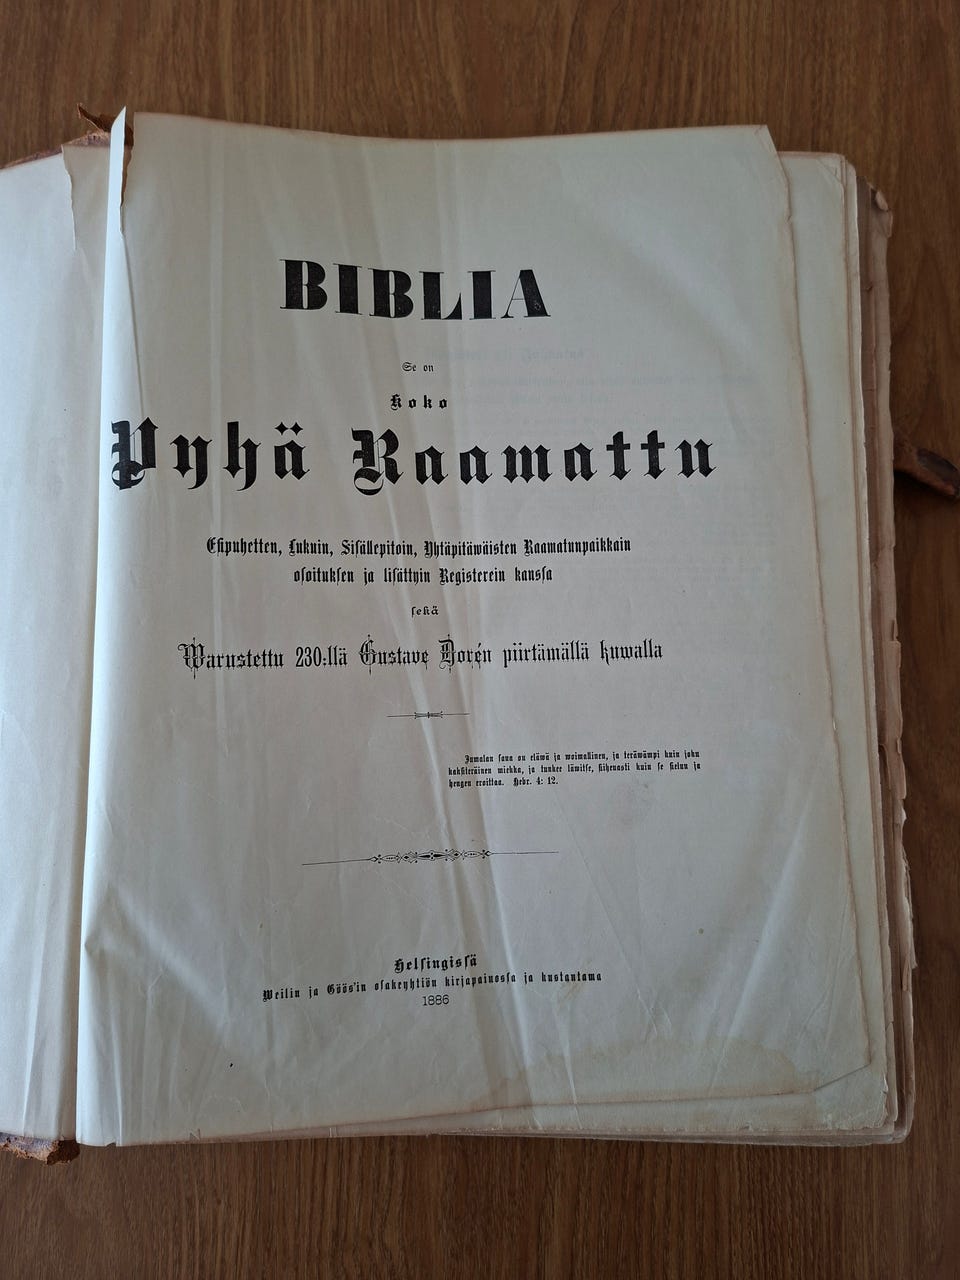 BIBLIA
Se on
Koko
Pyhä Raamattu
Esipuhetten, Lukuin, Sisällepitoin, Yhtäpitäwäisten Raamatunpaikkain
osoituksen ja lisättyin Registerein kanssa
sekä
Warustettu 230:llä Gustave Dorén piirtämällä kuwalla
Jumalan sana on eläwä ja woimallinen, ja teräwämpi kuin joku
kaksiteräinen miekka, ja tunkee läwitse, siihenasti kuin se sielun ja
hengen eroittaa. Hebr. 4: 12.
Helsingissä
Weilin ja Göös'in osakeyhtiön kirjapainossa ja kustantama
1886